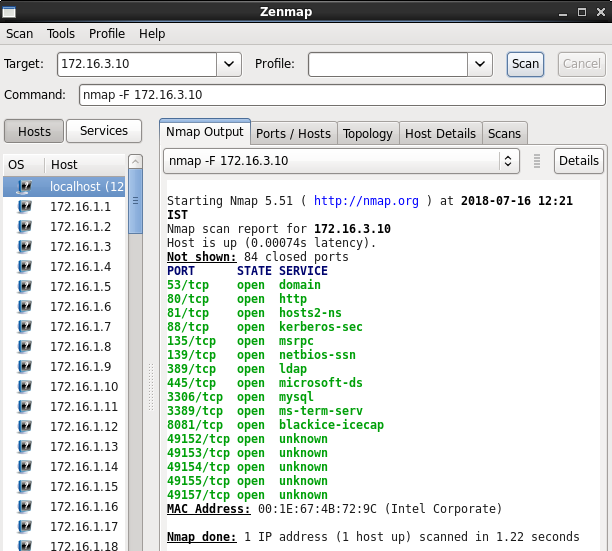 Zenmap
Scan Tools Profile Help
Target: 172.16.3.10 Profile: Scan Cancel
Command: nmap -F 172.16.3.10
Hosts Services
OS Host
localhost (12
172.16.1.1
172.16.1.2
172.16.1.3
172.16.1.4
172.16.1.5
172.16.1.6
172.16.1.7
172.16.1.8
172.16.1.9
172.16.1.10
172.16.1.11
172.16.1.12
172.16.1.13
172.16.1.14
172.16.1.15
172.16.1.16
172.16.1.17
172.16.1.18
Nmap Output Ports / Hosts Topology Host Details Scans
nmap -F 172.16.3.10 Details
Starting Nmap 5.51 ( http://nmap.org ) at 2018-07-16 12:21
IST
Nmap scan report for 172.16.3.10
Host is up (0.00074s latency).
Not shown: 84 closed ports
PORT STATE SERVICE
53/tcp open domain
80/tcp open http
81/tcp open hosts2-ns
88/tcp open kerberos-sec
135/tcp open msrpc
139/tcp open netbios-ssn
389/tcp open ldap
445/tcp open microsoft-ds
3306/tcp open mysql
3389/tcp open ms-term-serv
8081/tcp open blackice-icecap
49152/tcp open unknown
49153/tcp open unknown
49154/tcp open unknown
49155/tcp open unknown
49157/tcp open unknown
MAC Address: 00:1E:67:4B:72:9C (Intel Corporate)
Nmap done: 1 IP address (1 host up) scanned in 1.22 seconds